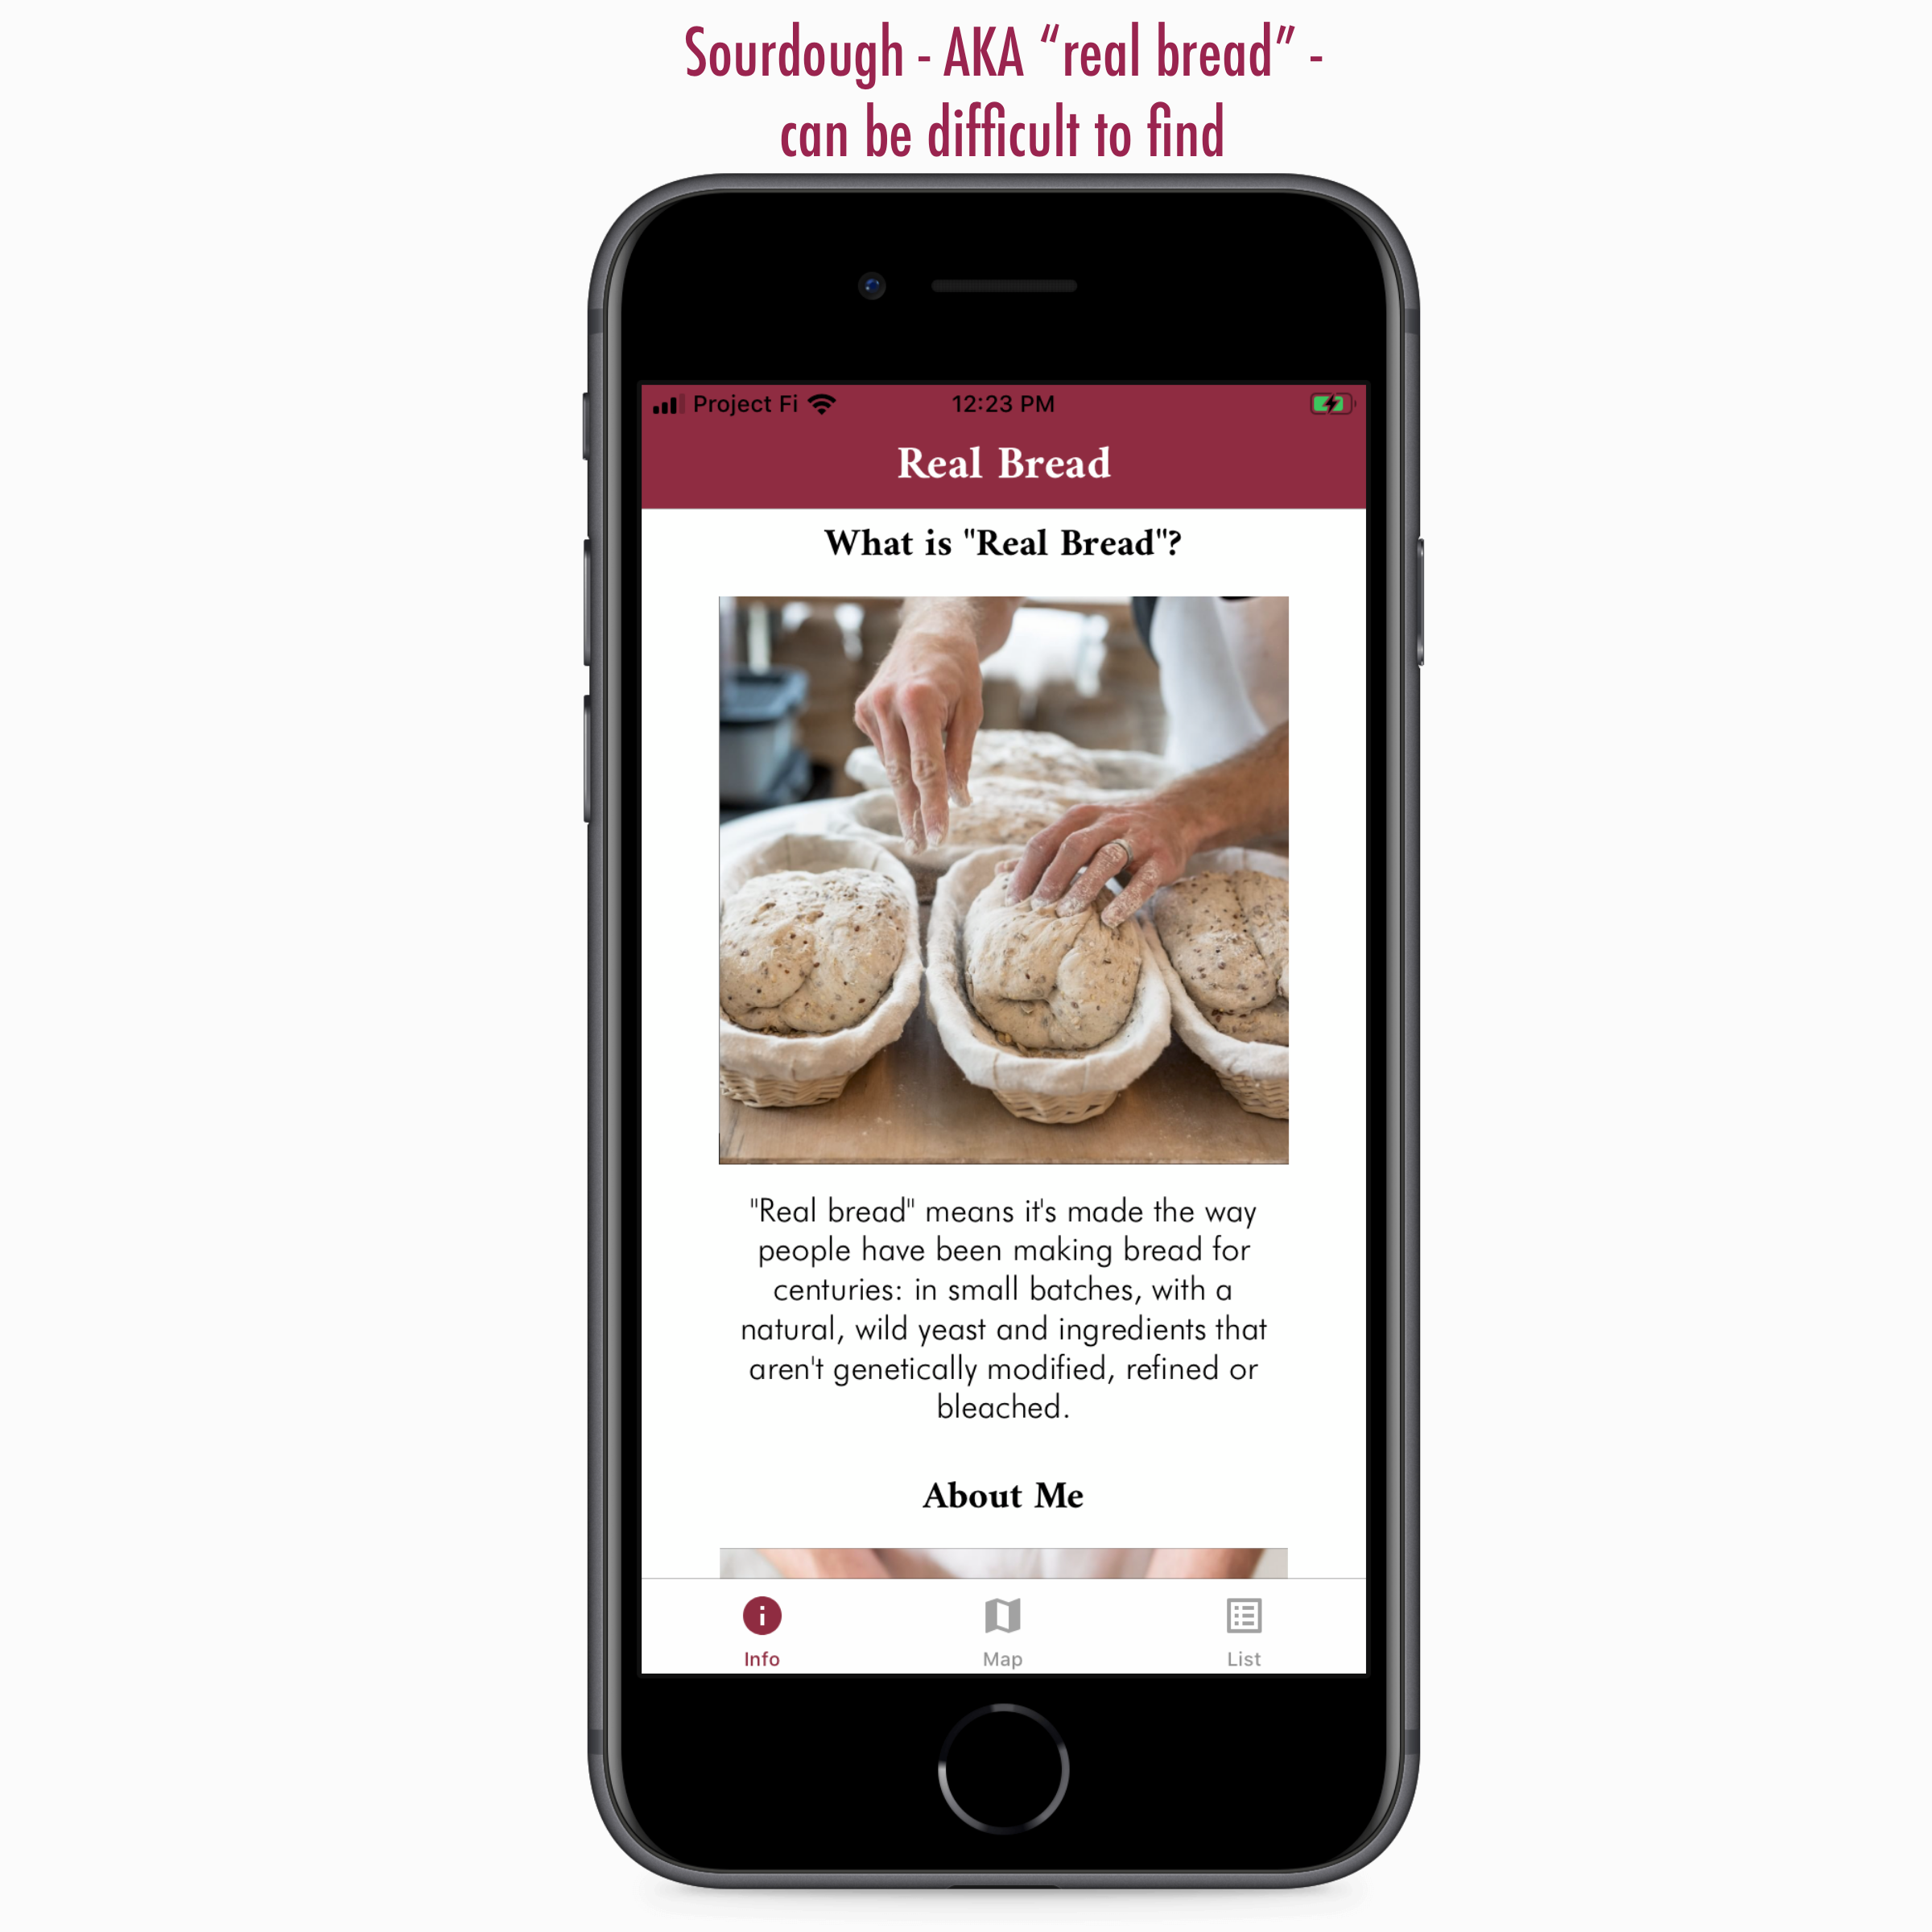 Sourdough - AKA “real bread” -
can be difficult to find
Project Fi
12:23 PM
Real Bread
What is "Real Bread"?
"Real bread" means it's made the way
people have been making bread for
centuries: in small batches, with a
natural, wild yeast and ingredients that
aren't genetically modified, refined or
bleached.
About Me
Info
Map
List